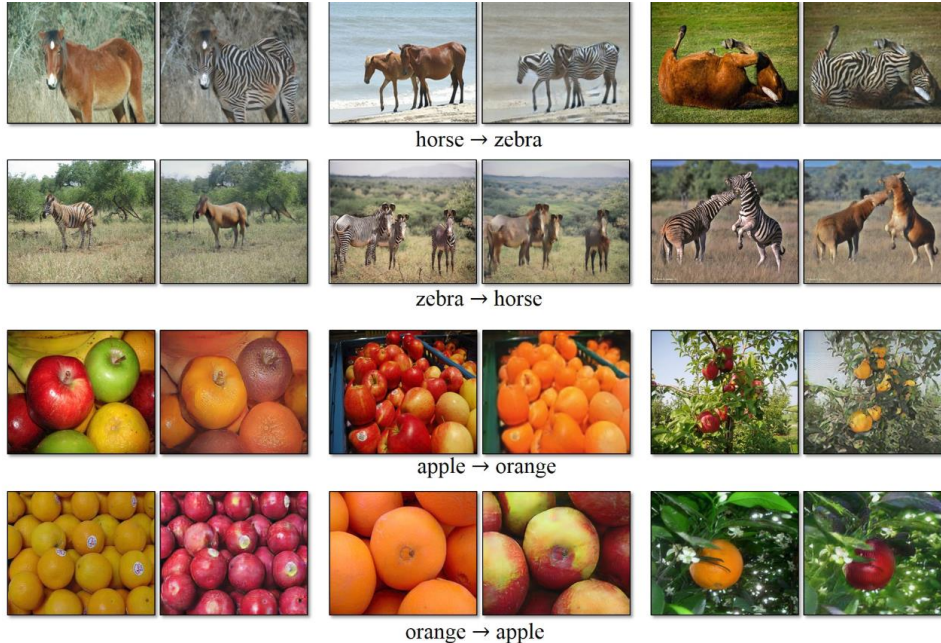 horse → zebra
zebra → horse
apple → orange
orange → apple